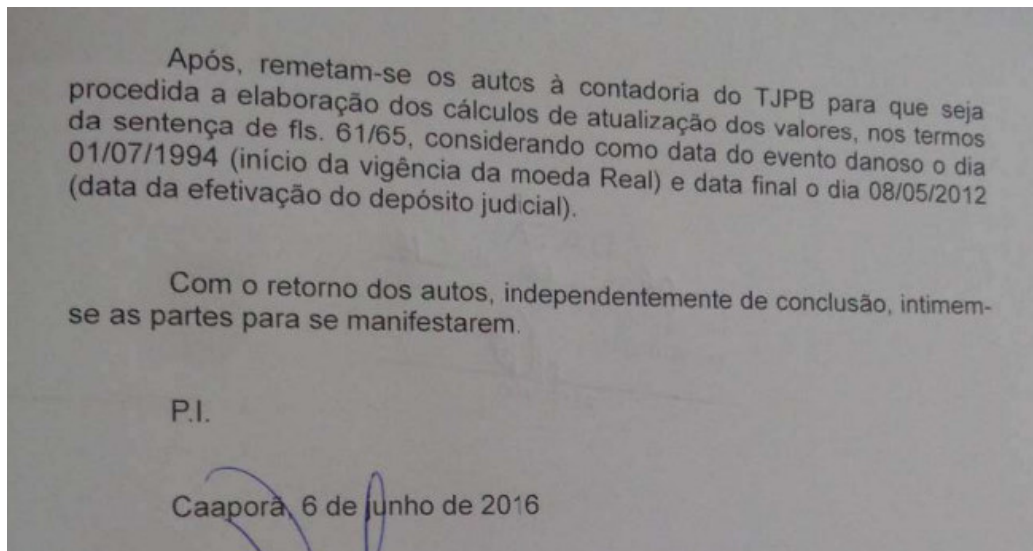 Após, remetam-se os autos à contadoria do TJPB para que seja
procedida a elaboração dos cálculos de atualização dos valores, nos termos
da sentença de fls. 61/65, considerando como data do evento danoso o dia
01/07/1994 (início da vigência da moeda Real) e data final o dia 08/05/2012
(data da efetivação do depósito judicial).
Com o retorno dos autos, independentemente de conclusão, intimem-
se as partes para se manifestarem.
P.I.
Caaporã, 6 de junho de 2016